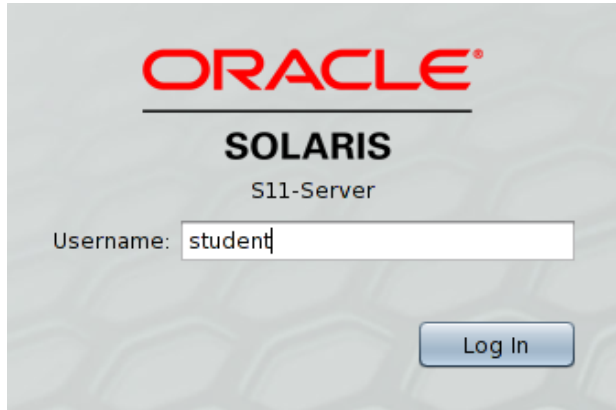 ORACLE®
SOLARIS
S11-Server
Username: student
Log In